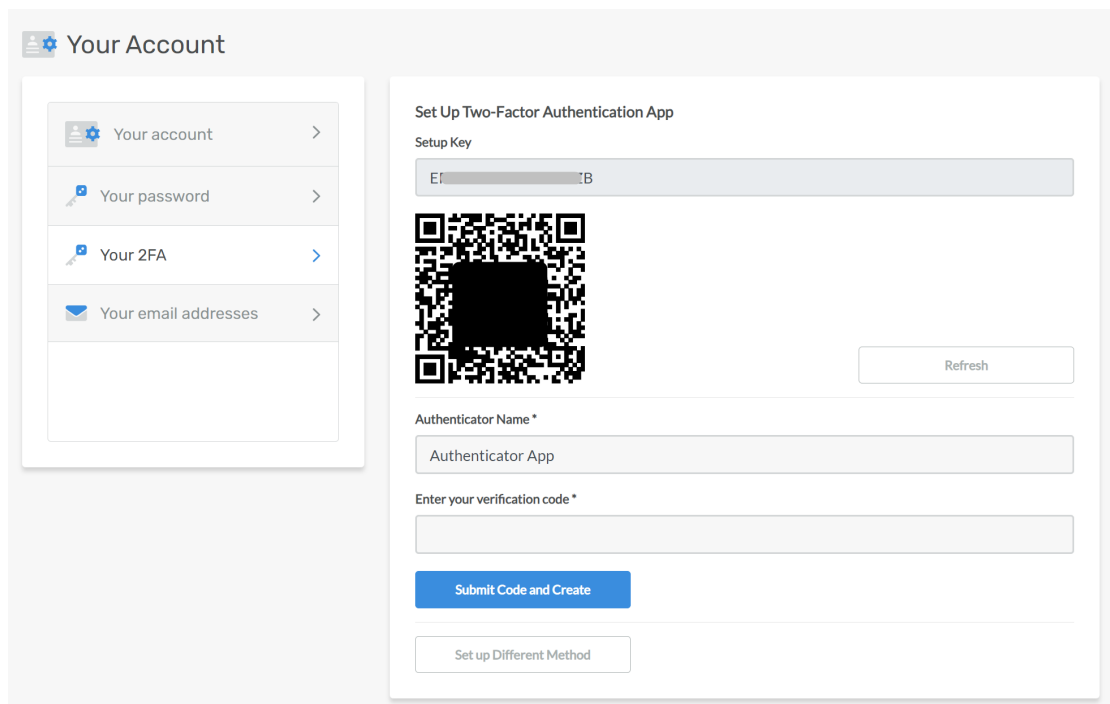 Your Account
Your account
Your password
Your 2FA
Your email addresses
Set Up Two-Factor Authentication App
Setup Key
Refresh
Authenticator Name *
Authenticator App
Enter your verification code *
Submit Code and Create
Set up Different Method